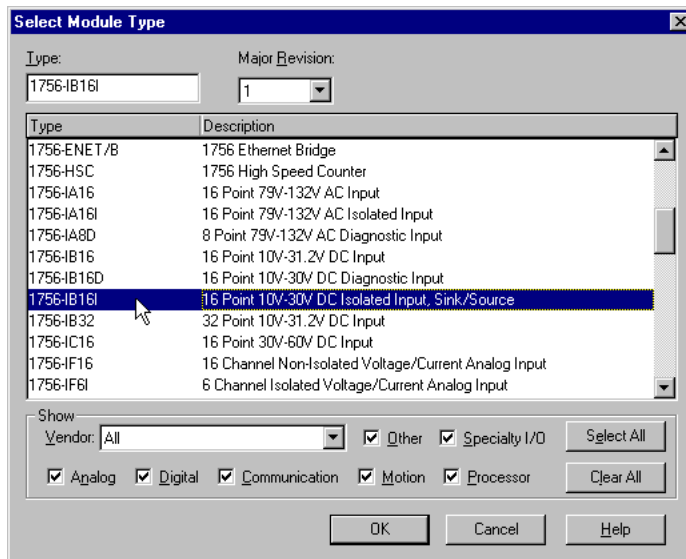 Select Module Type
Type: Major Revision:
1756-IB16I 1
Type Description
1756-ENET/B 1756 Ethernet Bridge
1756-HSC 1756 High Speed Counter
1756-IA16 16 Point 79V-132V AC Input
1756-IA16I 16 Point 79V-132V AC Isolated Input
1756-IA8D 8 Point 79V-132V AC Diagnostic Input
1756-IB16 16 Point 10V-31.2V DC Input
1756-IB16D 16 Point 10V-30V DC Diagnostic Input
1756-IB16I 16 Point 10V-30V DC Isolated Input, Sink/Source
1756-IB32 32 Point 10V-31.2V DC Input
1756-IC16 16 Point 30V-60V DC Input
1756-IF16 16 Channel Non-Isolated Voltage/Current Analog Input
1756-IF6I 6 Channel Isolated Voltage/Current Analog Input
Show
Vendor: All Other Specialty I/O Select All
Analog Digital Communication Motion Processor Clear All
OK Cancel Help